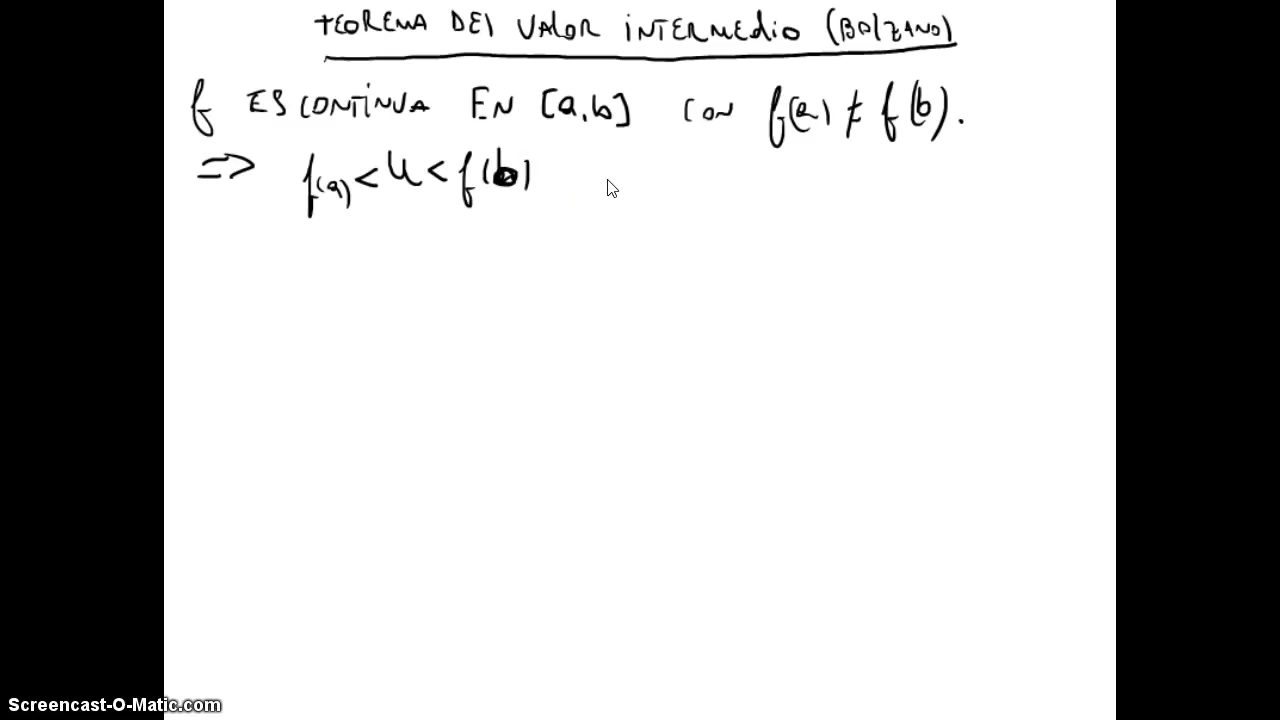 TEOREMA DEL VALOR INTERMEDIO (BOLZANO)
f ES CONTINUA EN [a,b] CON f(a) ≠ f(b).
=> f(a) < u < f(b)
Screencast-O-Matic.com